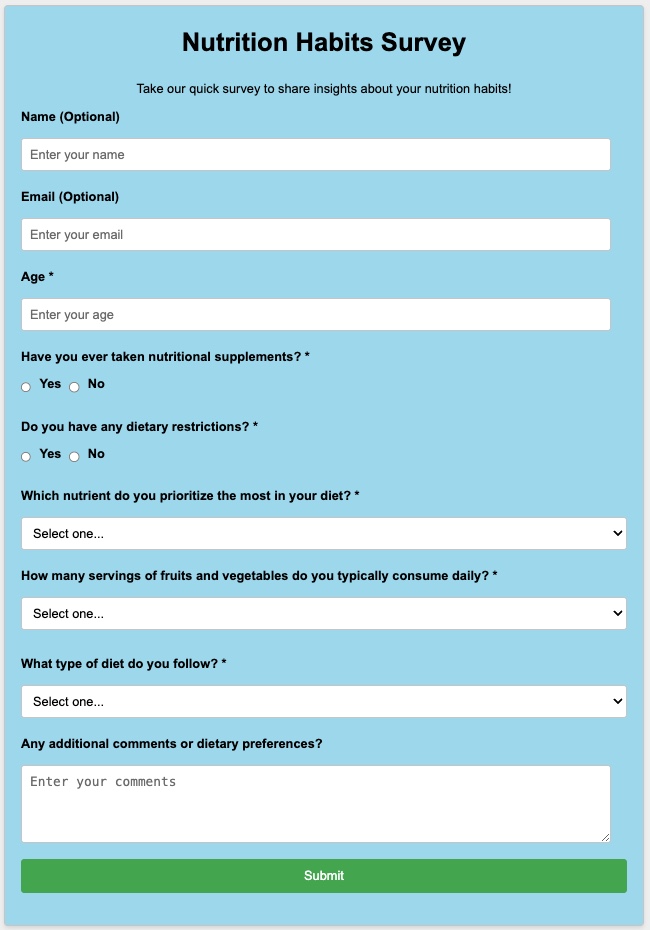 Nutrition Habits Survey
Take our quick survey to share insights about your nutrition habits!
Name (Optional)
Enter your name
Email (Optional)
Enter your email
Age *
Enter your age
Have you ever taken nutritional supplements? *
Yes No
Do you have any dietary restrictions? *
Yes No
Which nutrient do you prioritize the most in your diet? *
Select one...
How many servings of fruits and vegetables do you typically consume daily? *
Select one...
What type of diet do you follow? *
Select one...
Any additional comments or dietary preferences?
Enter your comments
Submit